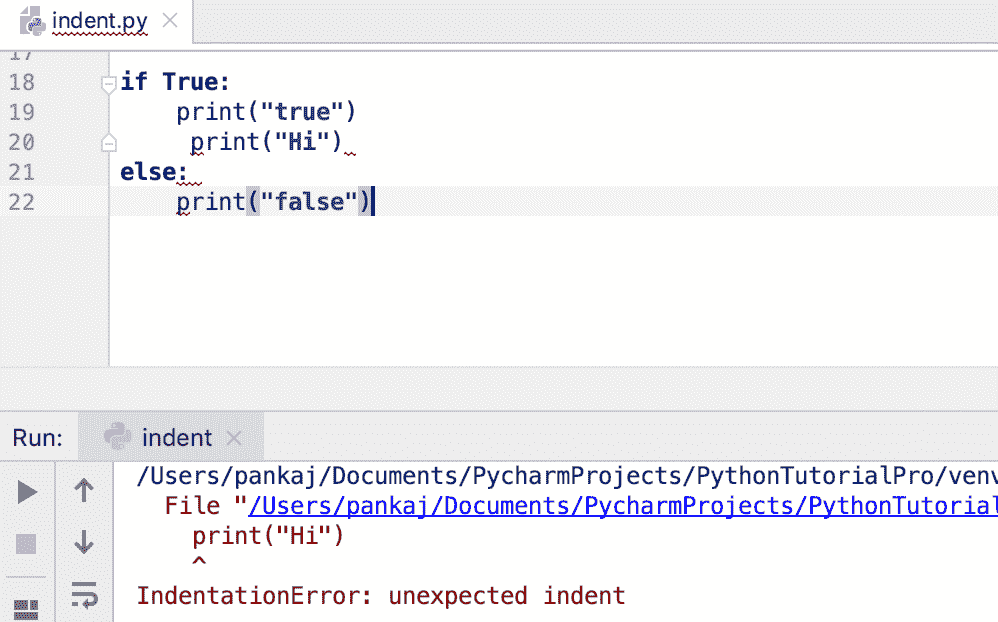 indent.py
17
18 if True:
19     print("true")
20      print("Hi")
21 else:
22     print("false")
Run: indent
/Users/pankaj/Documents/PycharmProjects/PythonTutorialPro/venv
File "/Users/pankaj/Documents/PycharmProjects/PythonTutorial
print("Hi")
^
IndentationError: unexpected indent